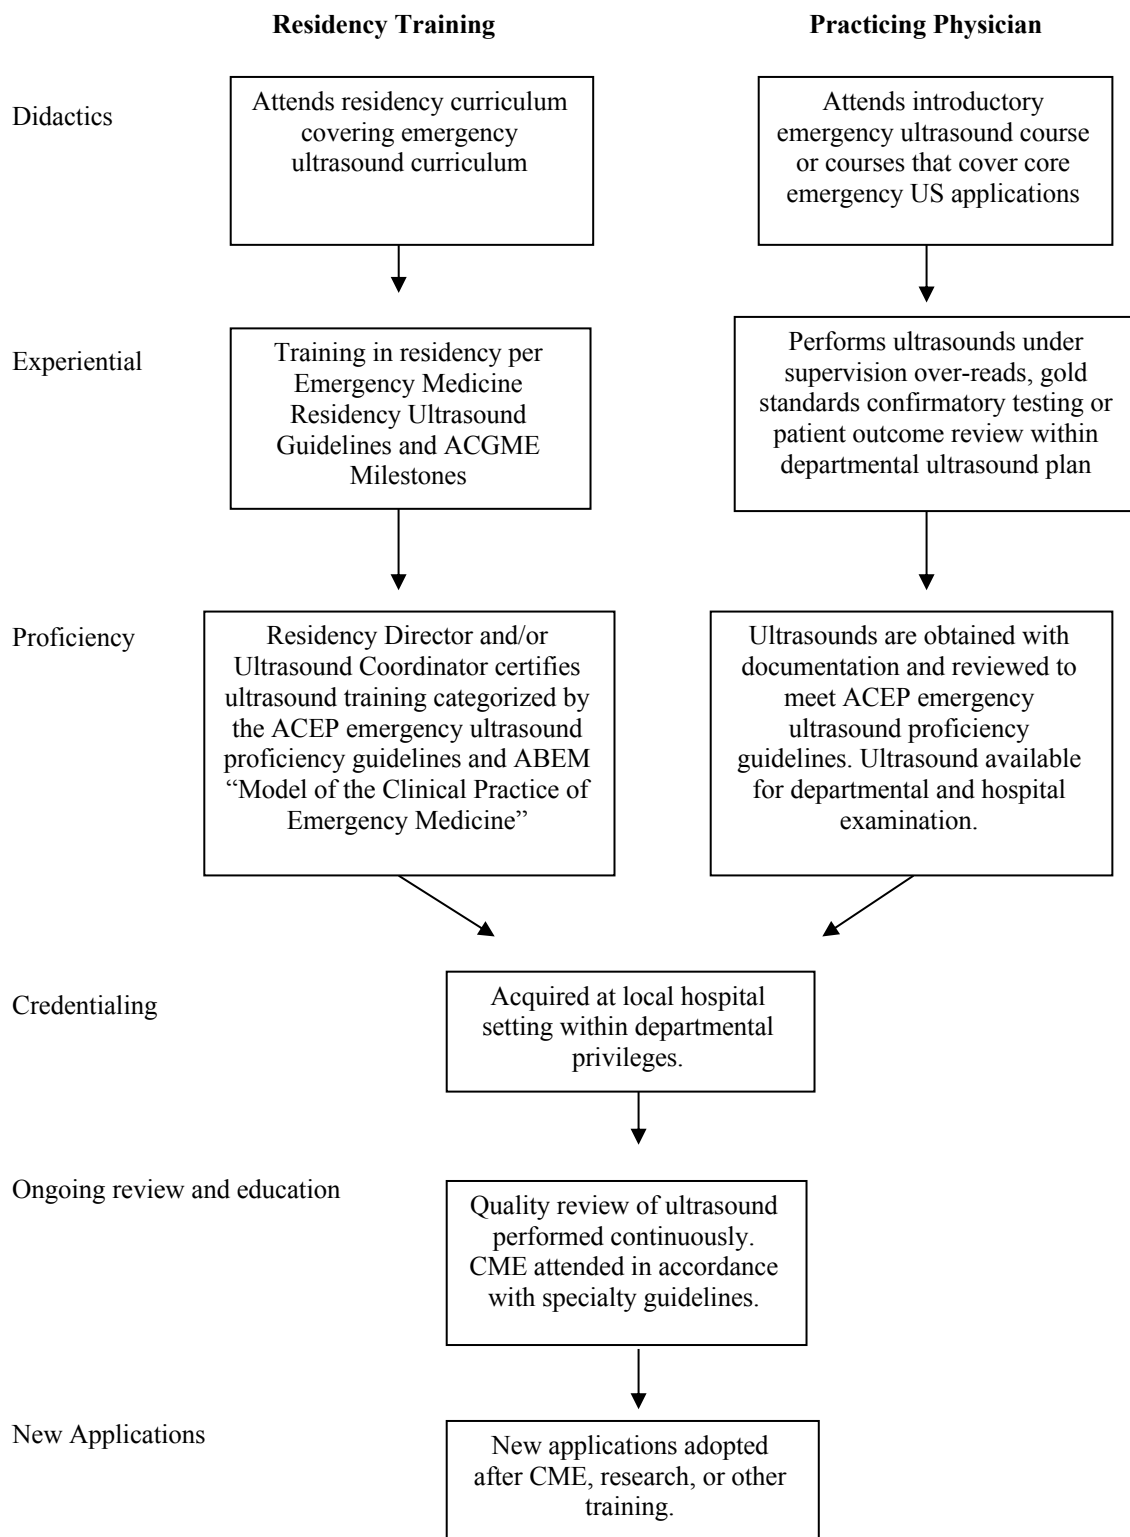 Residency Training
Practicing Physician
Didactics
Attends residency curriculum
covering emergency
ultrasound curriculum
Attends introductory
emergency ultrasound course
or courses that cover core
emergency US applications
Experiential
Training in residency per
Emergency Medicine
Residency Ultrasound
Guidelines and ACGME
Milestones
Performs ultrasounds under
supervision over-reads, gold
standards confirmatory testing or
patient outcome review within
departmental ultrasound plan
Proficiency
Residency Director and/or
Ultrasound Coordinator certifies
ultrasound training categorized by
the ACEP emergency ultrasound
proficiency guidelines and ABEM
“Model of the Clinical Practice of
Emergency Medicine”
Ultrasounds are obtained with
documentation and reviewed to
meet ACEP emergency
ultrasound proficiency
guidelines. Ultrasound available
for departmental and hospital
examination.
Credentialing
Acquired at local hospital
setting within departmental
privileges.
Ongoing review and education
Quality review of ultrasound
performed continuously.
CME attended in accordance
with specialty guidelines.
New Applications
New applications adopted
after CME, research, or other
training.